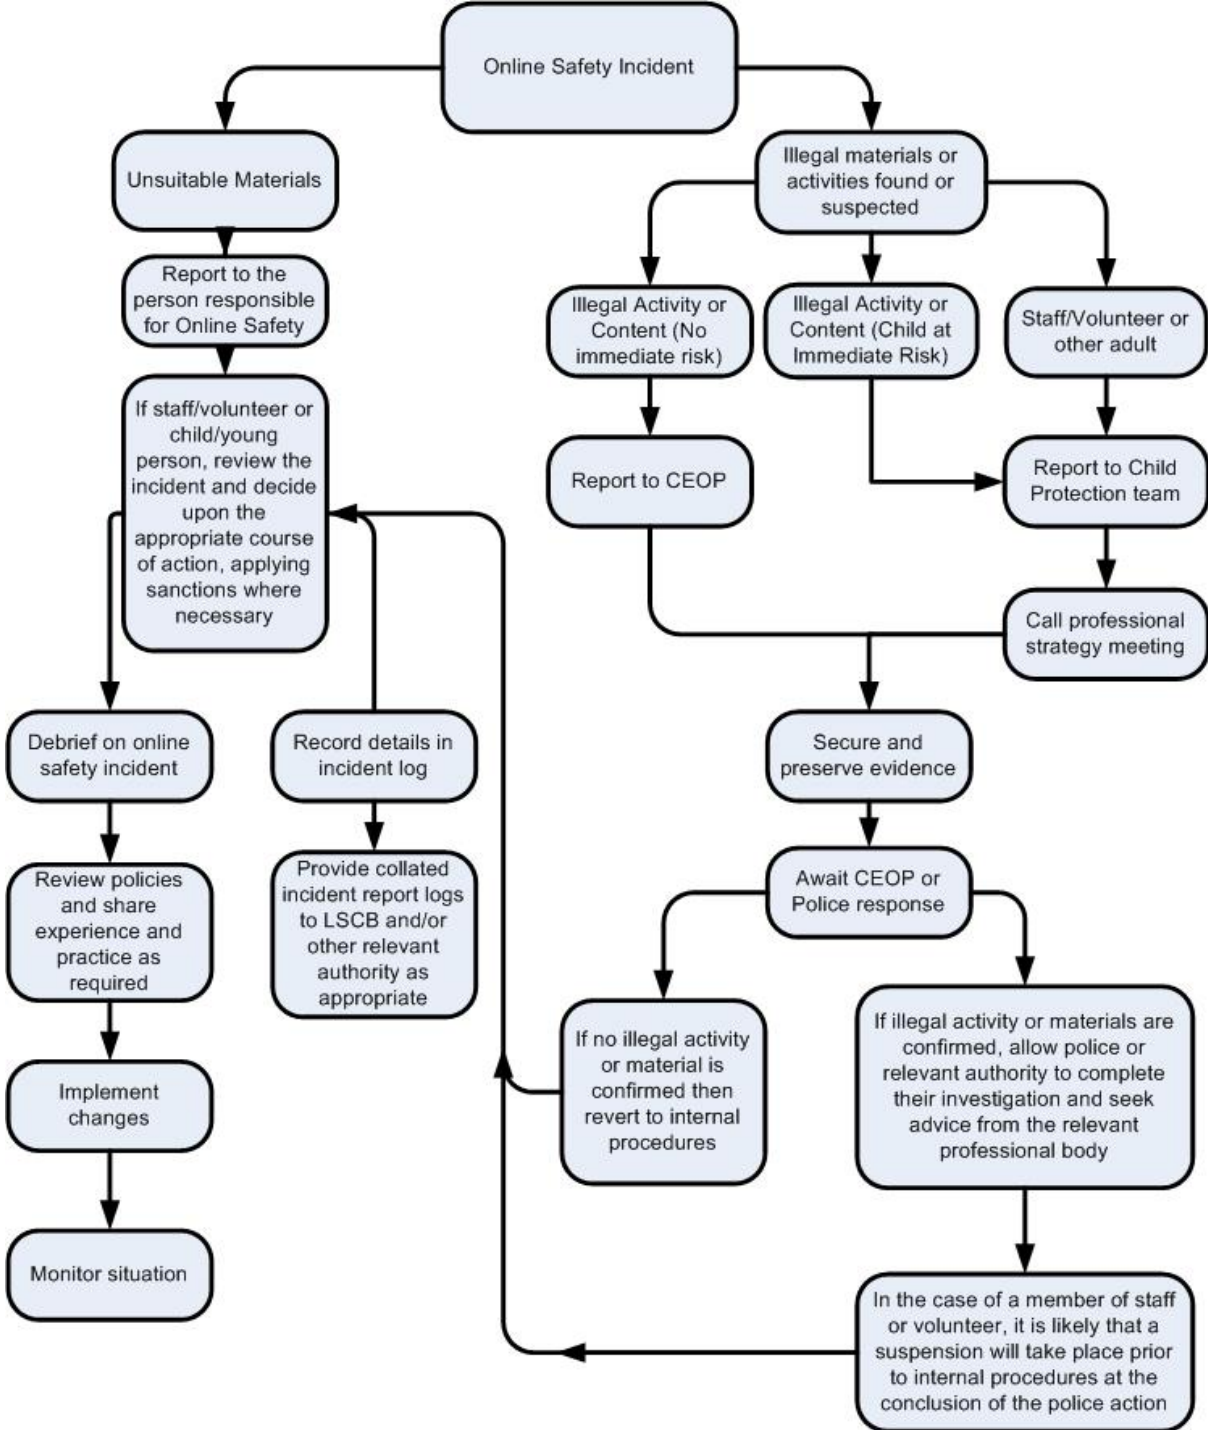 Online Safety Incident
Unsuitable Materials
Illegal materials or
activities found or
suspected
Report to the
person responsible
for Online Safety
Illegal Activity or
Content (No
immediate risk)
Illegal Activity or
Content (Child at
Immediate Risk)
Staff/Volunteer or
other adult
If staff/volunteer or
child/young
person, review the
incident and decide
upon the
appropriate course
of action, applying
sanctions where
necessary
Report to CEOP
Report to Child
Protection team
Call professional
strategy meeting
Debrief on online
safety incident
Record details in
incident log
Secure and
preserve evidence
Review policies
and share
experience and
practice as
required
Provide collated
incident report logs
to LSCB and/or
other relevant
authority as
appropriate
Await CEOP or
Police response
If no illegal activity
or material is
confirmed then
revert to internal
procedures
If illegal activity or materials are
confirmed, allow police or
relevant authority to complete
their investigation and seek
advice from the relevant
professional body
Implement
changes
Monitor situation
In the case of a member of staff
or volunteer, it is likely that a
suspension will take place prior
to internal procedures at the
conclusion of the police action